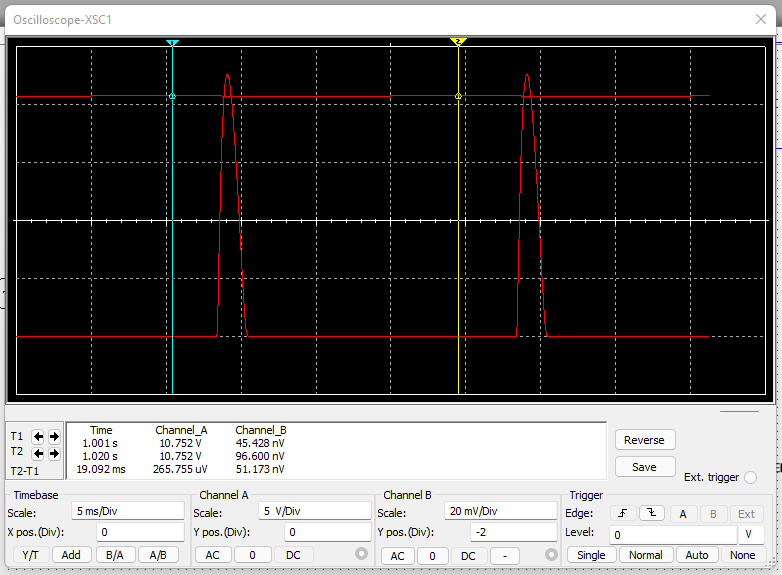 Oscilloscope-XSC1
1 2
Time Channel_A Channel_B
T1 1.001 s 10.752 V 45.428 nV
T2 1.020 s 10.752 V 96.600 nV
T2-T1 19.092 ms 265.755 uV 51.173 nV
Reverse
Save
Ext. trigger
Timebase Channel A Channel B Trigger
Scale: 5 ms/Div Scale: 5 V/Div Scale: 20 mV/Div Edge: A B Ext
X pos.(Div): 0 Y pos.(Div): 0 Y pos.(Div): -2 Level: 0 V
Y/T Add B/A A/B AC 0 DC AC 0 DC - Single Normal Auto None